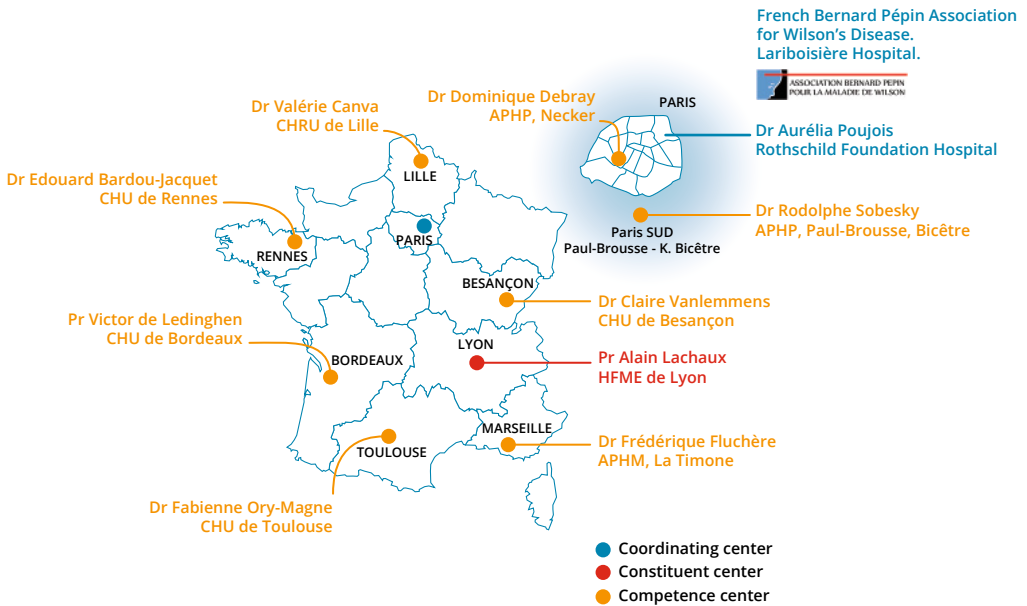 French Bernard Pépin Association
for Wilson's Disease.
Lariboisière Hospital.
ASSOCIATION BERNARD PEPIN
POUR LA MALADIE DE WILSON
Dr Dominique Debray
APHP, Necker
PARIS
Dr Valérie Canva
CHRU de Lille
Dr Aurélia Poujois
Rothschild Foundation Hospital
Dr Edouard Bardou-Jacquet
CHU de Rennes
LILLE
Dr Rodolphe Sobesky
APHP, Paul-Brousse, Bicêtre
Paris SUD
Paul-Brousse - K. Bicêtre
PARIS
RENNES
BESANÇON
Dr Claire Vanlemmens
CHU de Besançon
Pr Victor de Ledinghen
CHU de Bordeaux
LYON
BORDEAUX
Pr Alain Lachaux
HFME de Lyon
MARSEILLE
Dr Frédérique Fluchère
APHM, La Timone
TOULOUSE
Dr Fabienne Ory-Magne
CHU de Toulouse
Coordinating center
Constituent center
Competence center